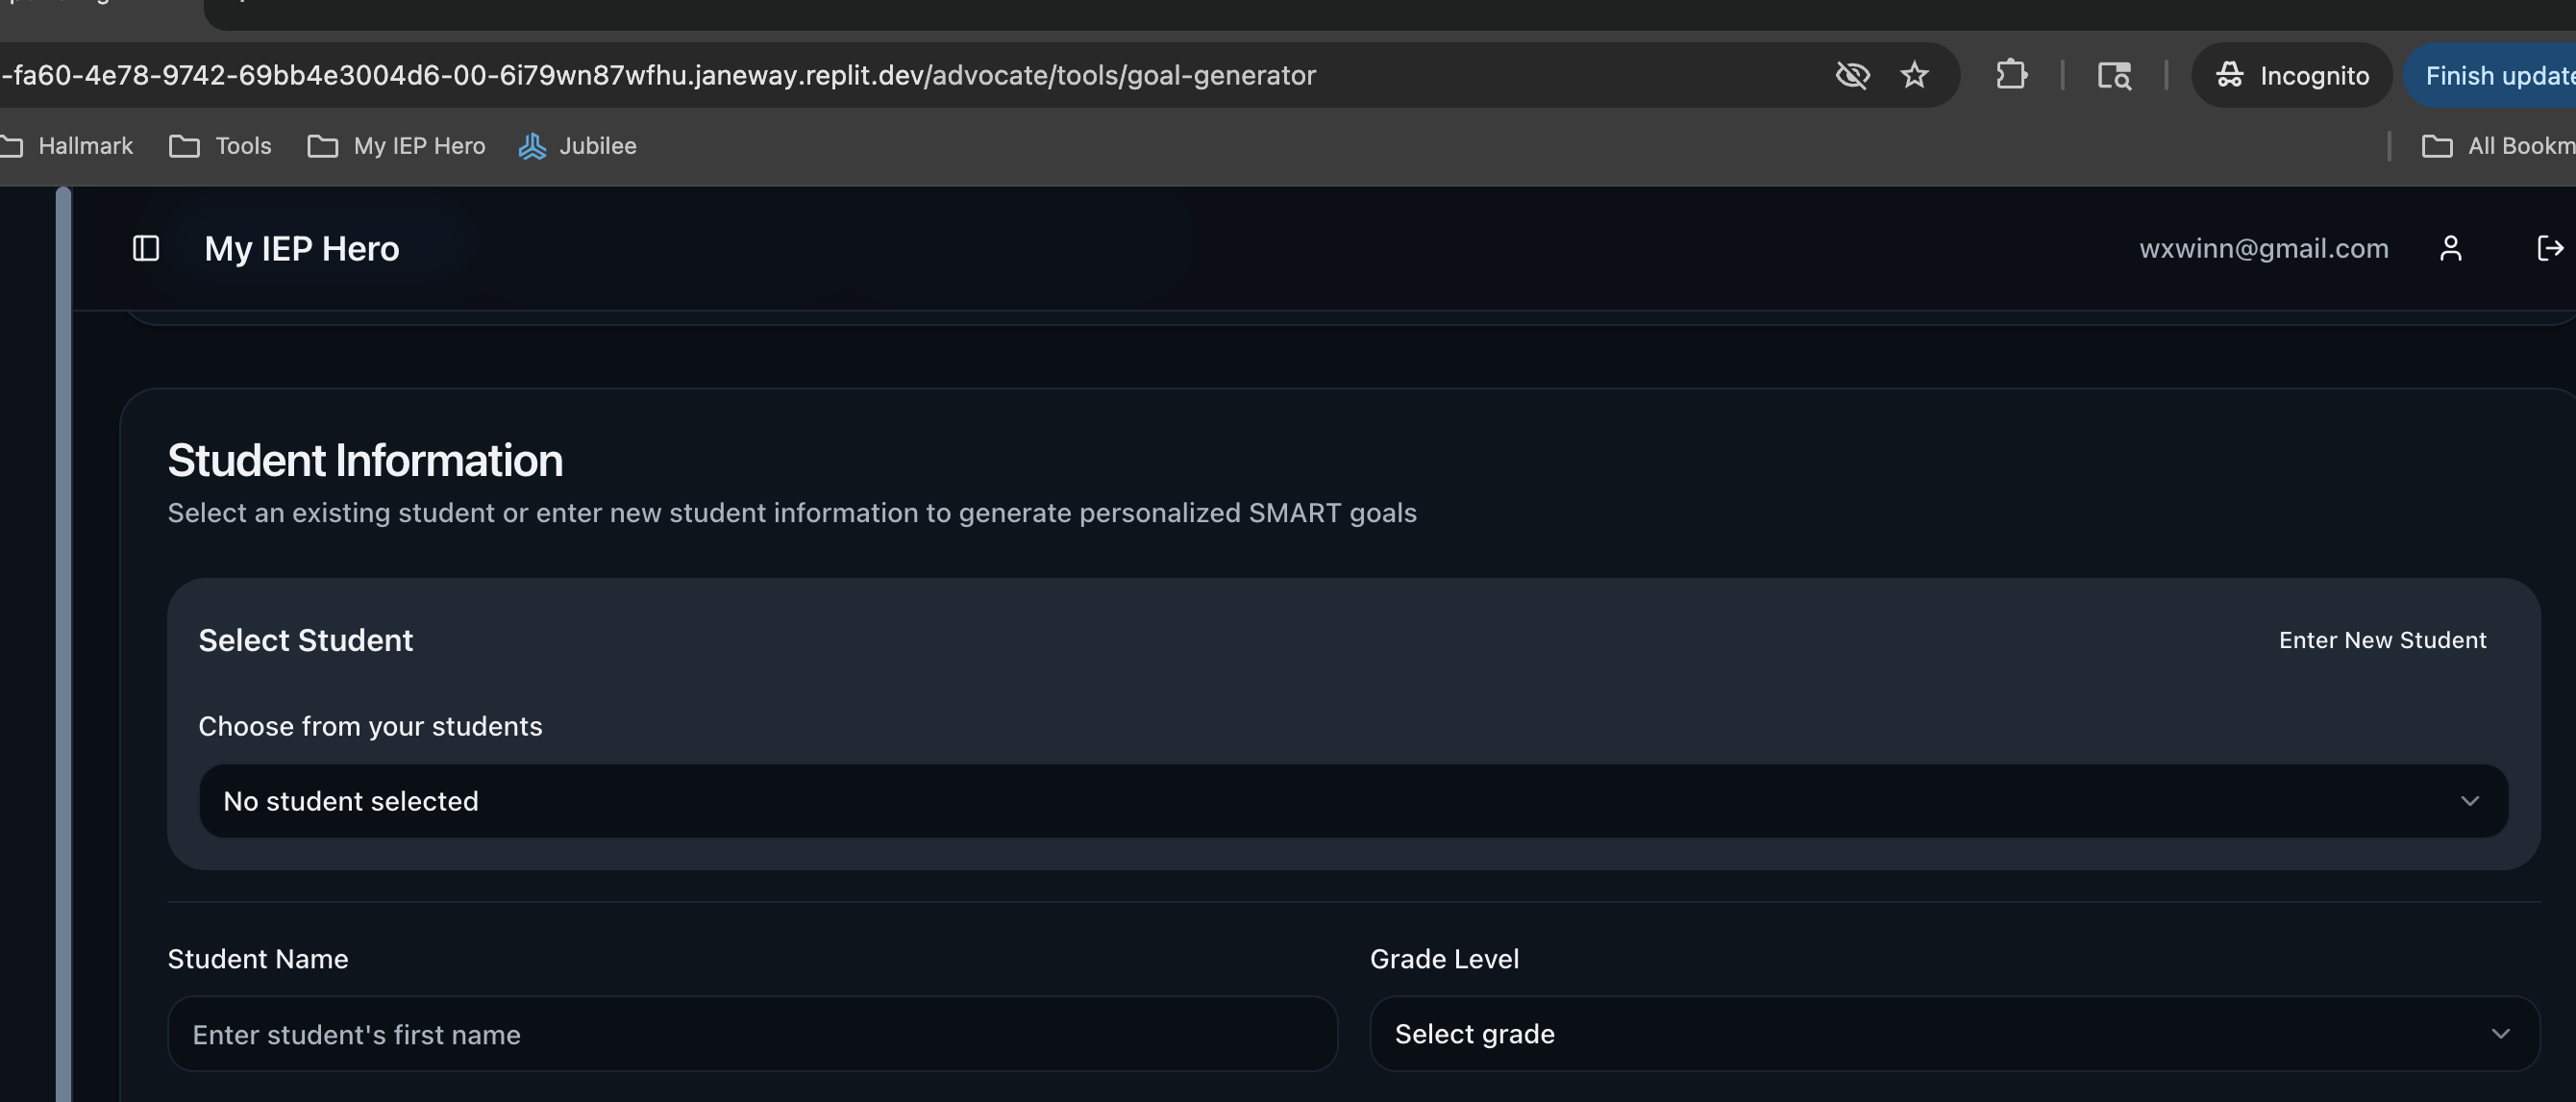 -fa60-4e78-9742-69bb4e3004d6-00-6i79wn87wfhu.janeway.replit.dev/advocate/tools/goal-generator
Incognito
Finish update
Hallmark
Tools
My IEP Hero
Jubilee
All Bookm
My IEP Hero
wxwinn@gmail.com
Student Information
Select an existing student or enter new student information to generate personalized SMART goals
Select Student
Enter New Student
Choose from your students
No student selected
Student Name
Grade Level
Enter student's first name
Select grade